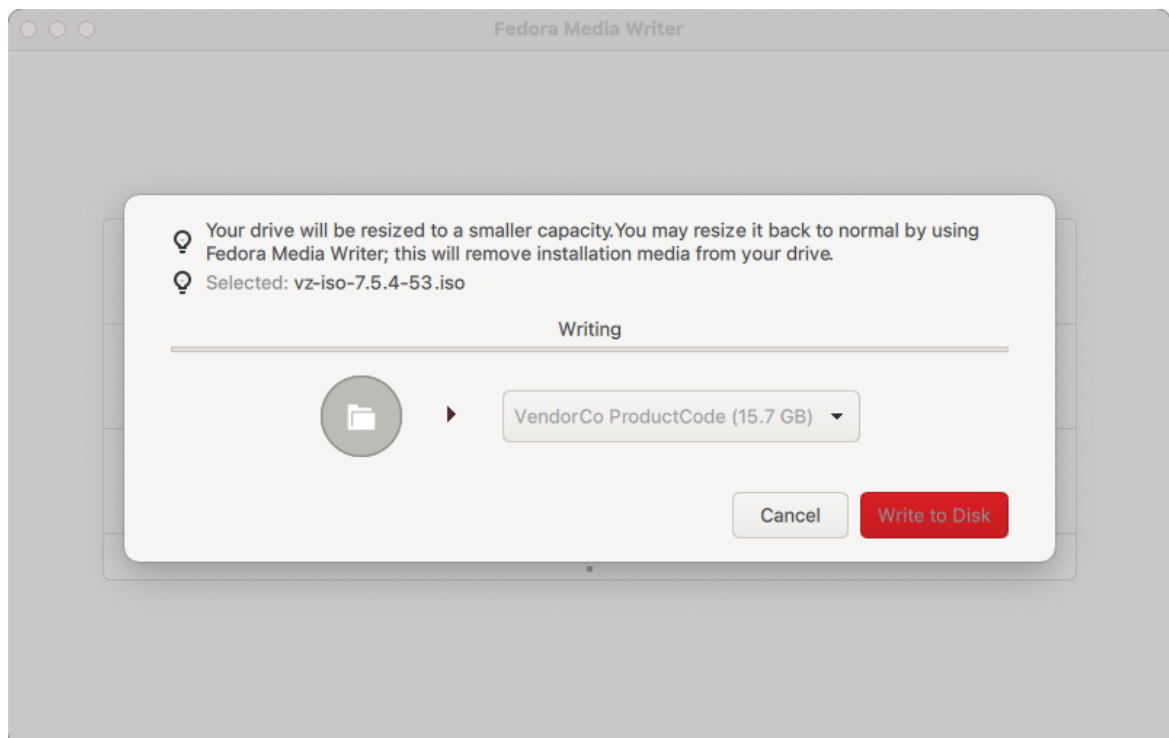 Fedora Media Writer
Your drive will be resized to a smaller capacity.You may resize it back to normal by using
Fedora Media Writer; this will remove installation media from your drive.
Selected: vz-iso-7.5.4-53.iso
Writing
VendorCo ProductCode (15.7 GB)
Cancel
Write to Disk